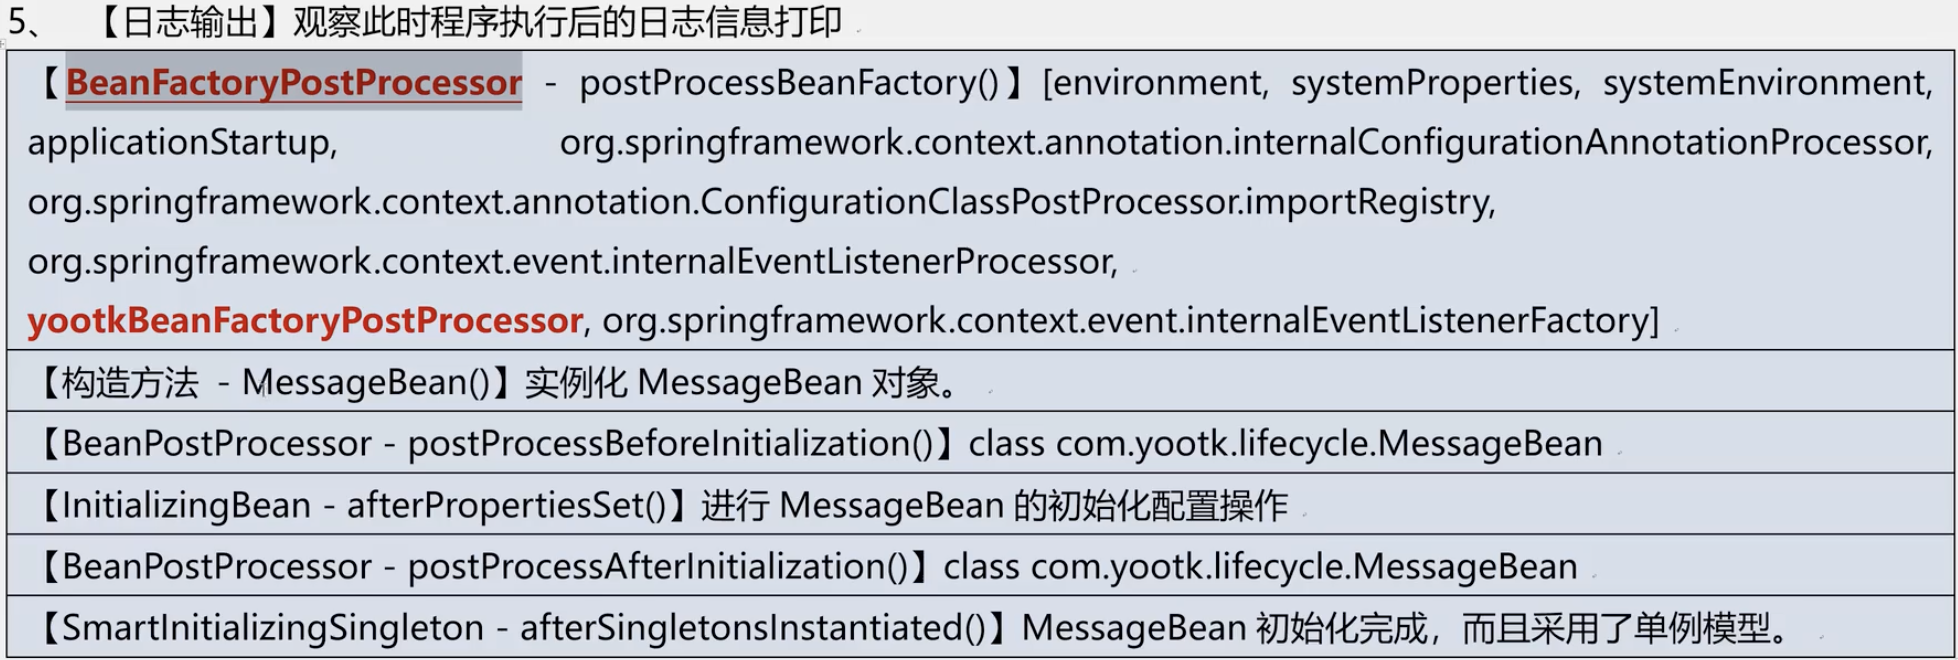 5、 【日志输出】观察此时程序执行后的日志信息打印
【BeanFactoryPostProcessor - postProcessBeanFactory()】[environment, systemProperties, systemEnvironment,
applicationStartup, org.springframework.context.annotation.internalConfigurationAnnotationProcessor,
org.springframework.context.annotation.ConfigurationClassPostProcessor.importRegistry,
org.springframework.context.event.internalEventListenerProcessor,
yootkBeanFactoryPostProcessor, org.springframework.context.event.internalEventListenerFactory]
【构造方法 - MessageBean()】实例化 MessageBean 对象。
【BeanPostProcessor - postProcessBeforeInitialization()】class com.yootk.lifecycle.MessageBean
【InitializingBean - afterPropertiesSet()】进行 MessageBean 的初始化配置操作
【BeanPostProcessor - postProcessAfterInitialization()】class com.yootk.lifecycle.MessageBean
【SmartInitializingSingleton - afterSingletonsInstantiated()】MessageBean 初始化完成，而且采用了单例模型。